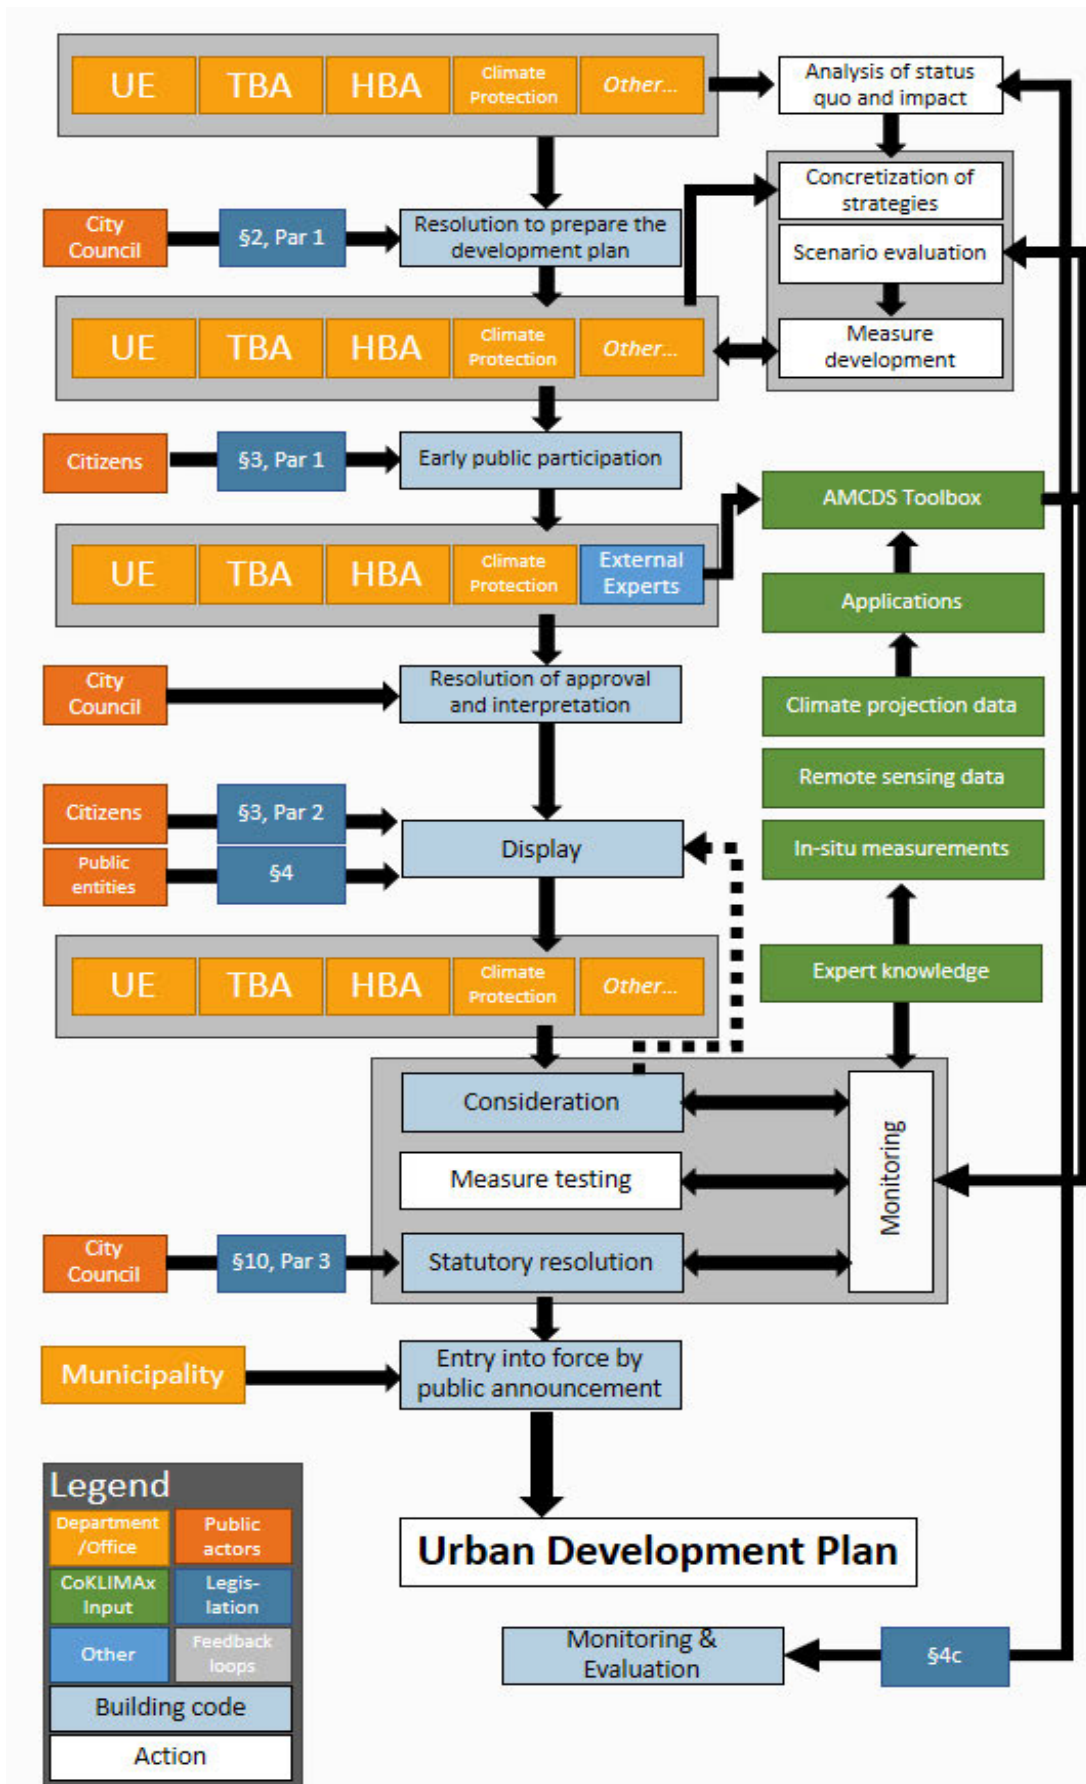 UE
TBA
HBA
Climate
Protection
Other...
Analysis of status
quo and impact
Concretization of
strategies
City
Council
§2, Par 1
Resolution to prepare the
development plan
Scenario evaluation
UE
TBA
HBA
Climate
Protection
Other...
Measure
development
Citizens
§3, Par 1
Early public participation
AMCDS Toolbox
UE
TBA
HBA
Climate
Protection
External
Experts
Applications
City
Council
Resolution of approval
and interpretation
Climate projection data
Remote sensing data
Citizens
§3, Par 2
Display
In-situ measurements
Public
entities
§4
UE
TBA
HBA
Climate
Protection
Other...
Expert knowledge
Consideration
Measure testing
Monitoring
City
Council
§10, Par 3
Statutory resolution
Municipality
Entry into force by
public announcement
Legend
Department
/Office
Public
actors
CoKLIMAx
Input
Legis-
lation
Other
Feedback
loops
Building code
Action
Urban Development Plan
Monitoring &
Evaluation
§4c